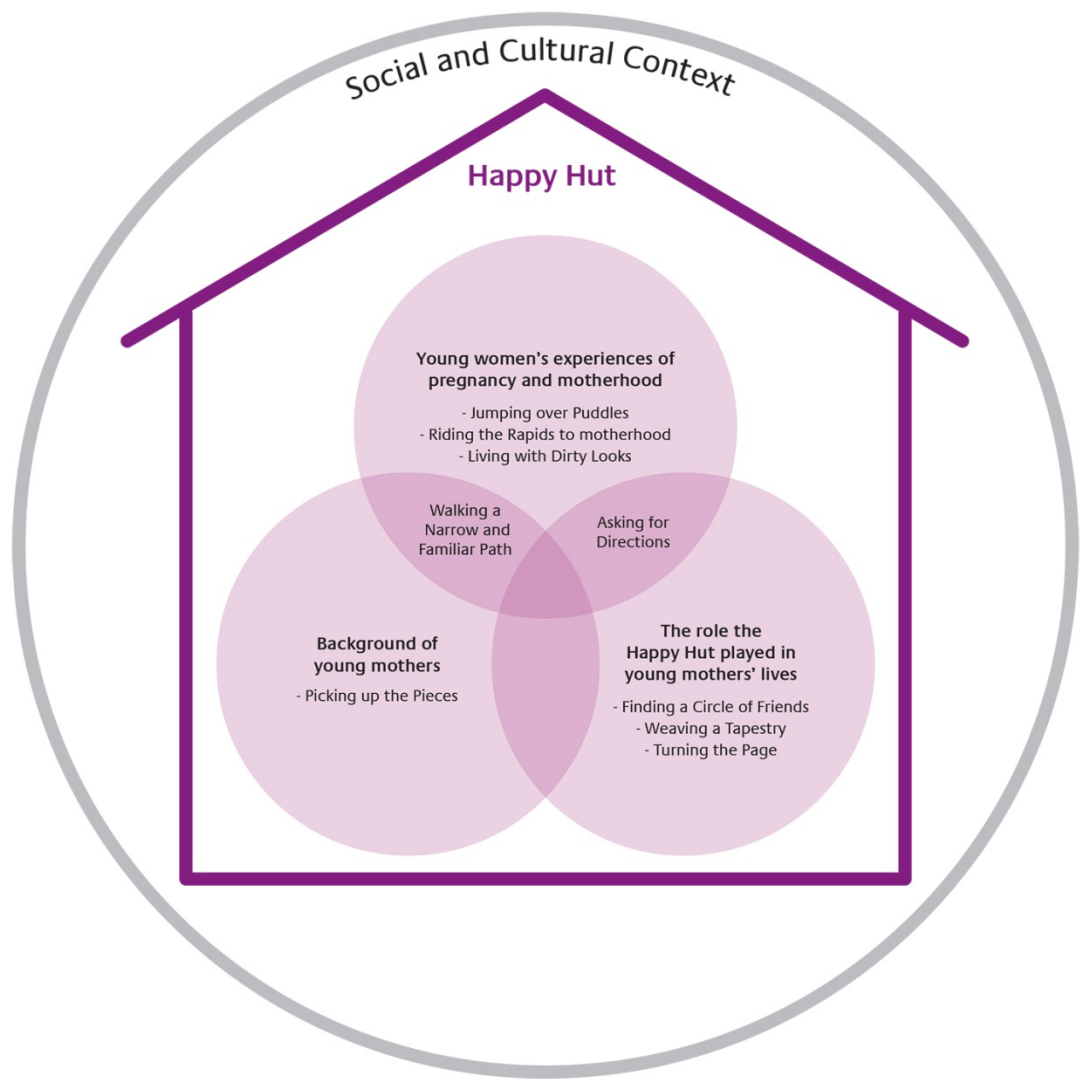 Social and Cultural Context
Happy Hut
Young women’s experiences of
pregnancy and motherhood
- Jumping over Puddles
- Riding the Rapids to motherhood
- Living with Dirty Looks
Walking a
Narrow and
Familiar Path
Asking for
Directions
Background of
young mothers
- Picking up the Pieces
The role the
Happy Hut played in
young mothers’ lives
- Finding a Circle of Friends
- Weaving a Tapestry
- Turning the Page